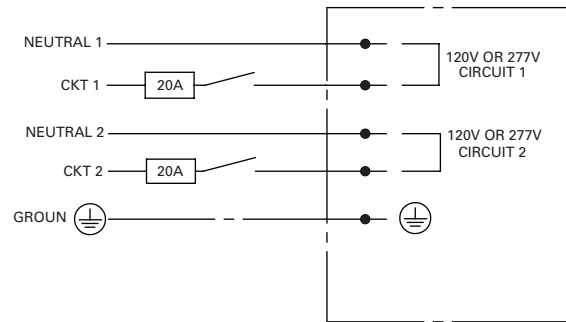 NEUTRAL 1
120V OR 277V
CIRCUIT 1
CKT 1
20A
NEUTRAL 2
120V OR 277V
CIRCUIT 2
CKT 2
20A
GROUN